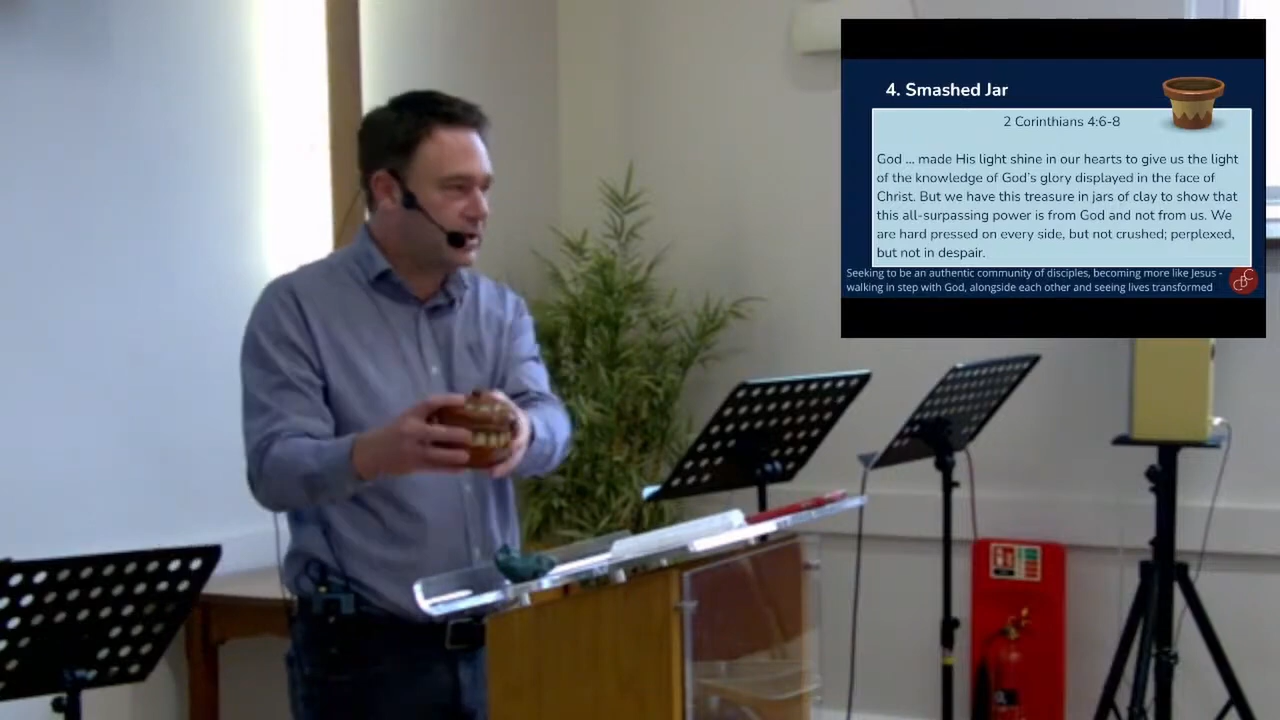 4. Smashed Jar
2 Corinthians 4:6-8
God ... made His light shine in our hearts to give us the light
of the knowledge of God's glory displayed in the face of
Christ. But we have this treasure in jars of clay to show that
this all-surpassing power is from God and not from us. We
are hard pressed on every side, but not crushed; perplexed,
but not in despair.
Seeking to be an authentic community of disciples, becoming more like Jesus -
walking in step with God, alongside each other and seeing lives transformed
CBC